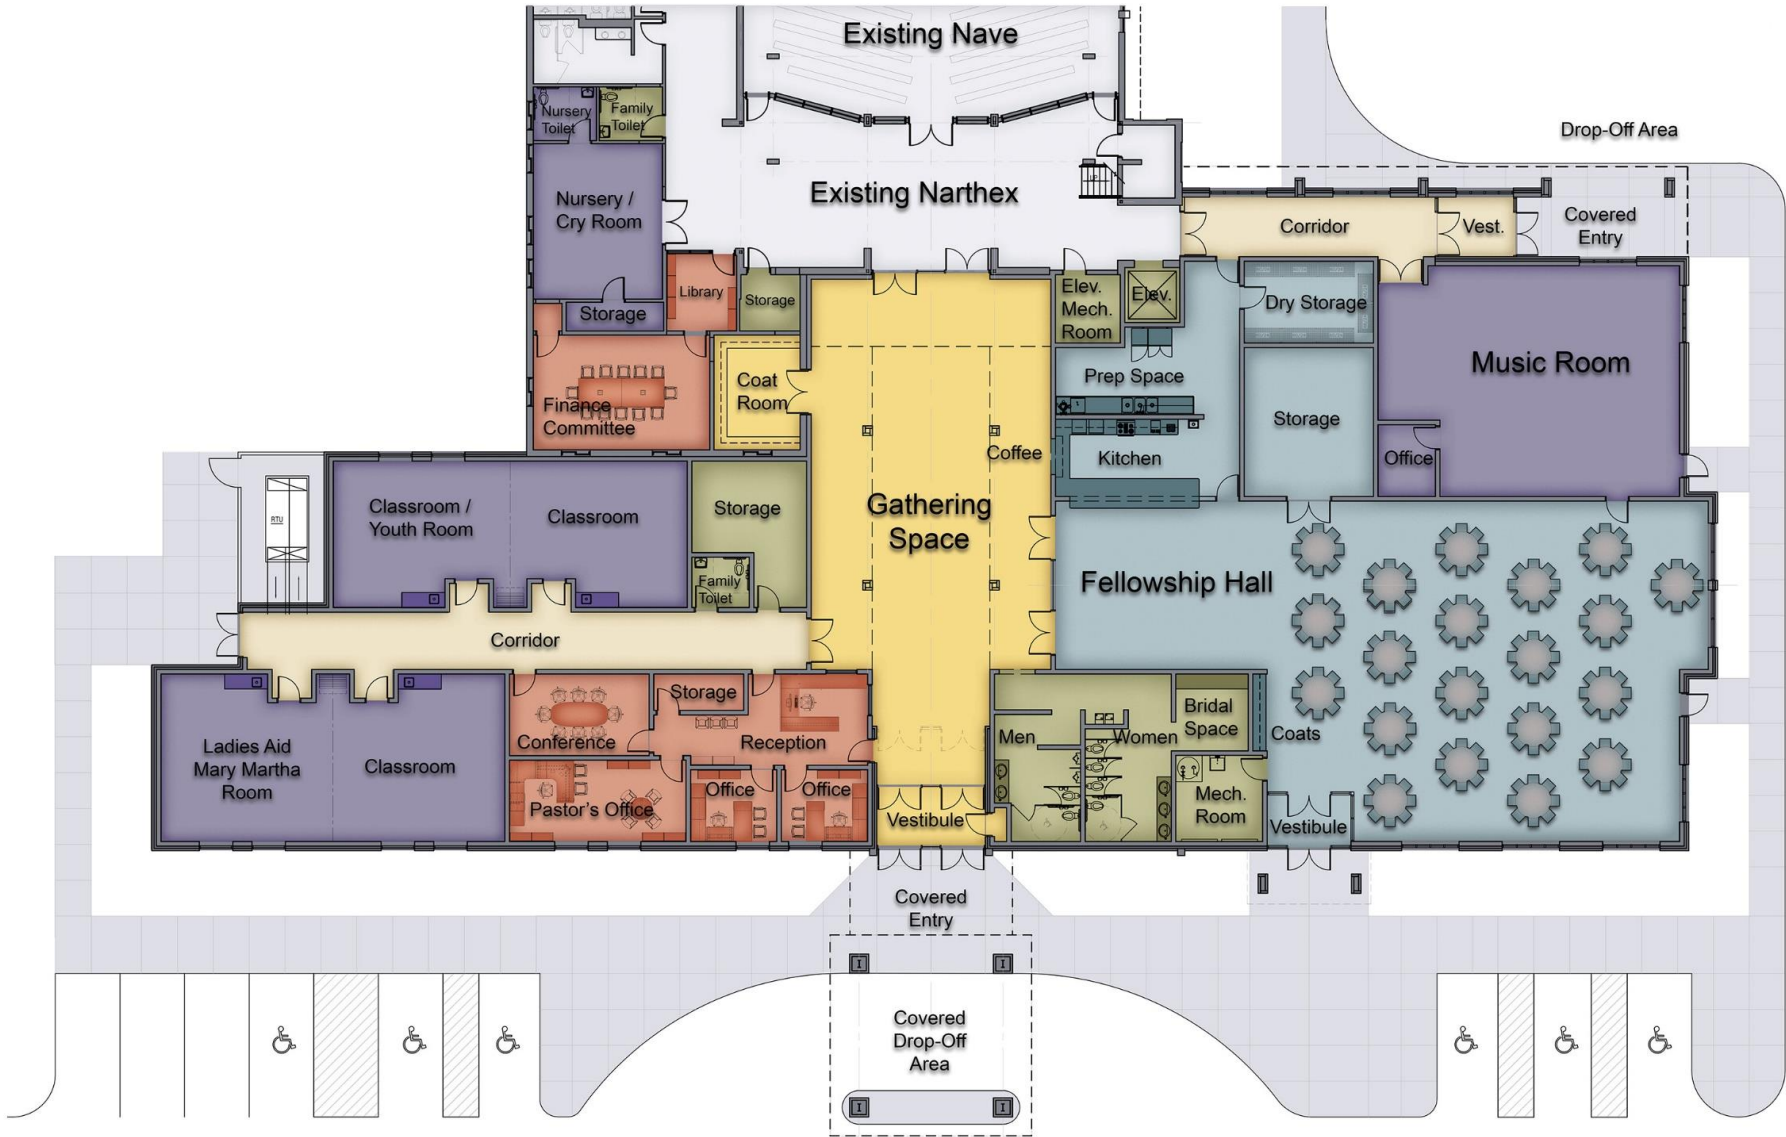 Existing Nave
Nursery
Toilet
Family
Toilet
Drop-Off Area
Existing Narthex
UP
Nursery /
Cry Room
Corridor
Vest.
Covered
Entry
Library
Storage
Storage
Elev.
Mech.
Room
Elev.
Dry Storage
Music Room
Prep Space
Coat
Room
Finance
Committee
Storage
Coffee
Kitchen
Office
Classroom /
Youth Room
Classroom
Storage
Gathering
Space
RTU
Family
Toilet
Fellowship Hall
Corridor
Storage
Conference
Reception
Men
Women
Bridal
Space
Coats
Ladies Aid
Mary Martha
Room
Classroom
Pastor's Office
Office
Office
Vestibule
Mech.
Room
Vestibule
Covered
Entry
I
I
Covered
Drop-Off
Area
I
I